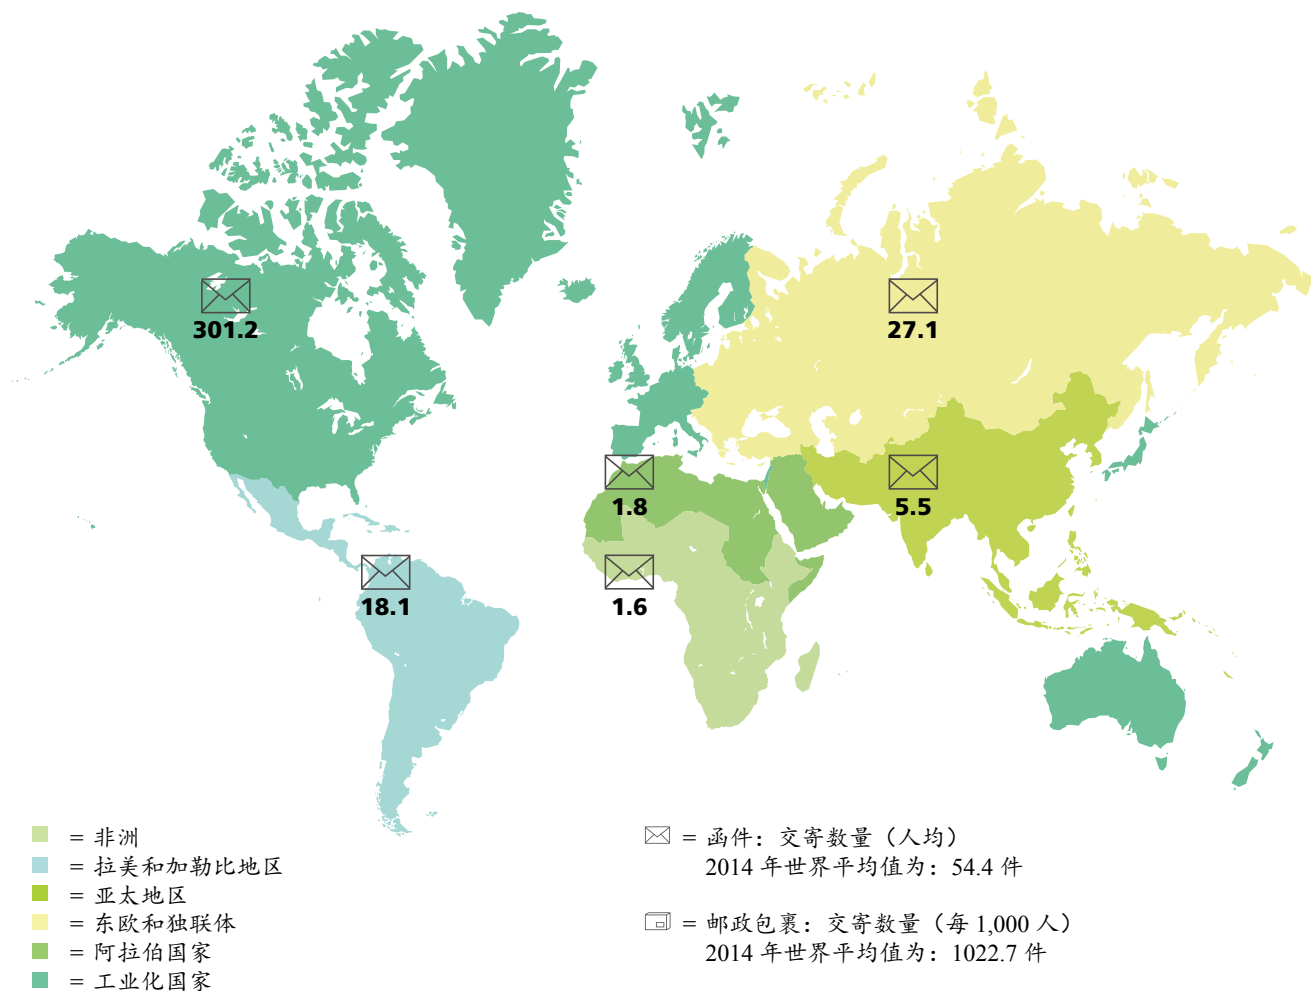 301.2
27.1
1.8
5.5
18.1
1.6
= 非洲
= 拉美和加勒比地区
= 亚太地区
= 东欧和独联体
= 阿拉伯国家
= 工业化国家
= 函件：交寄数量（人均）
2014 年世界平均值为：54.4 件
= 邮政包裹：交寄数量（每 1,000 人）
2014 年世界平均值为：1022.7 件